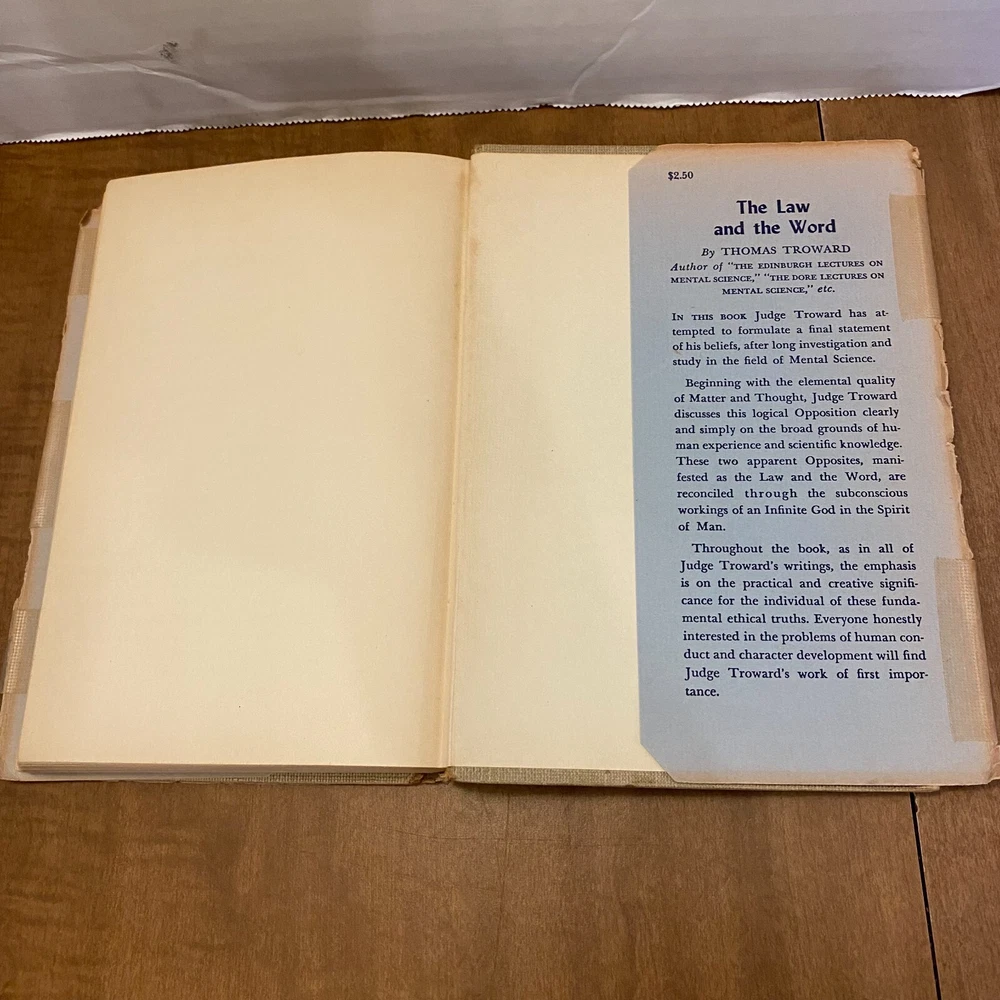 $2.50
The Law
and the Word
By THOMAS TROWARD
Author of "THE EDINBURGH LECTURES ON
MENTAL SCIENCE," "THE DORE LECTURES ON
MENTAL SCIENCE," etc.
IN THIS BOOK Judge Troward has at-
tempted to formulate a final statement
of his beliefs, after long investigation and
study in the field of Mental Science.
Beginning with the elemental quality
of Matter and Thought, Judge Troward
discusses this logical Opposition clearly
and simply on the broad grounds of hu-
man experience and scientific knowledge.
These two apparent Opposites, mani-
fested as the Law and the Word, are
reconciled through the subconscious
workings of an Infinite God in the Spirit
of Man.
Throughout the book, as in all of
Judge Troward's writings, the emphasis
is on the practical and creative signifi-
cance for the individual of these funda-
mental ethical truths. Everyone honestly
interested in the problems of human con-
duct and character development will find
Judge Troward's work of first impor-
tance.